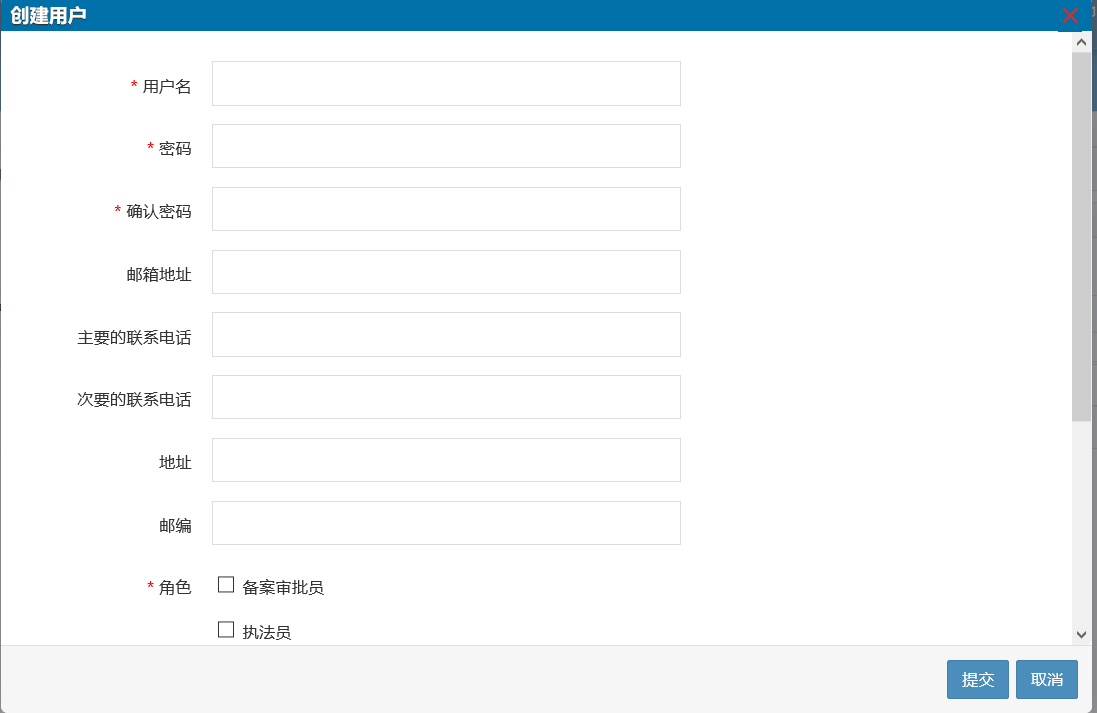 创建用户
* 用户名
* 密码
* 确认密码
邮箱地址
主要的联系电话
次要的联系电话
地址
邮编
* 角色 备案审批员
执法员
提交 取消